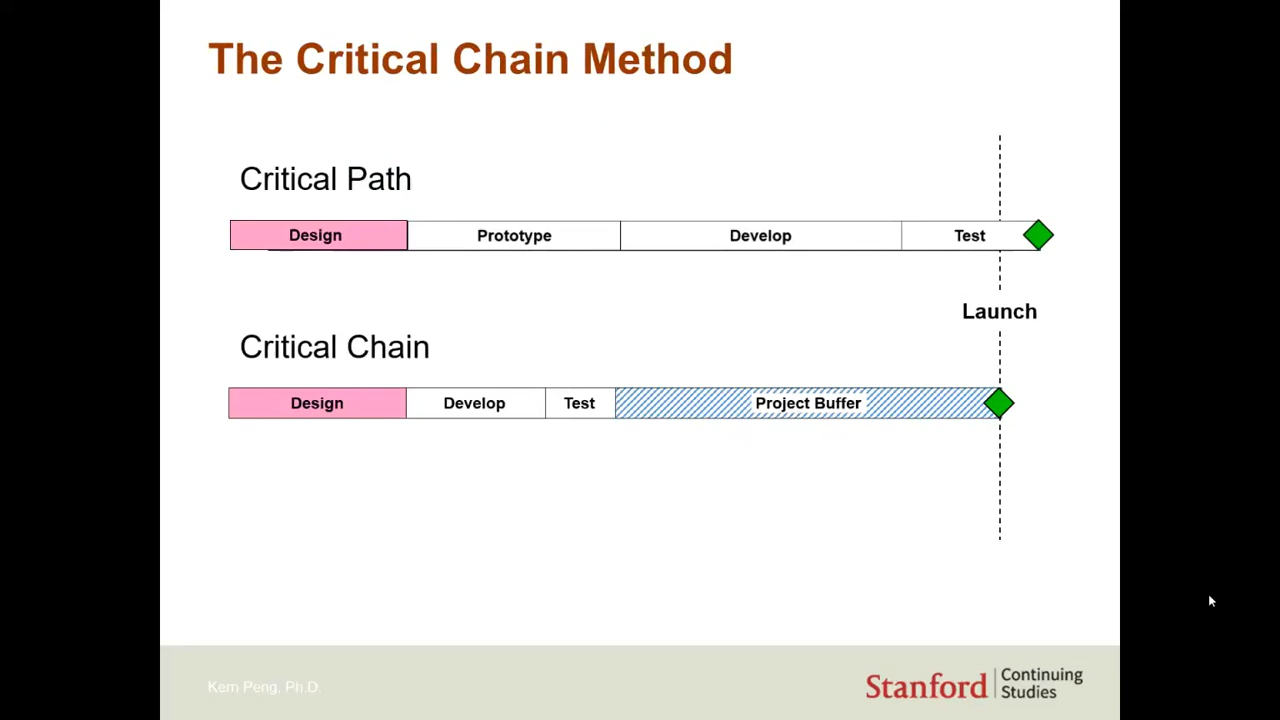 The Critical Chain Method
Critical Path
Design Prototype Develop Test
Launch
Critical Chain
Design Develop Test Project Buffer
Kem Peng, Ph.D.
Stanford
Continuing
Studies